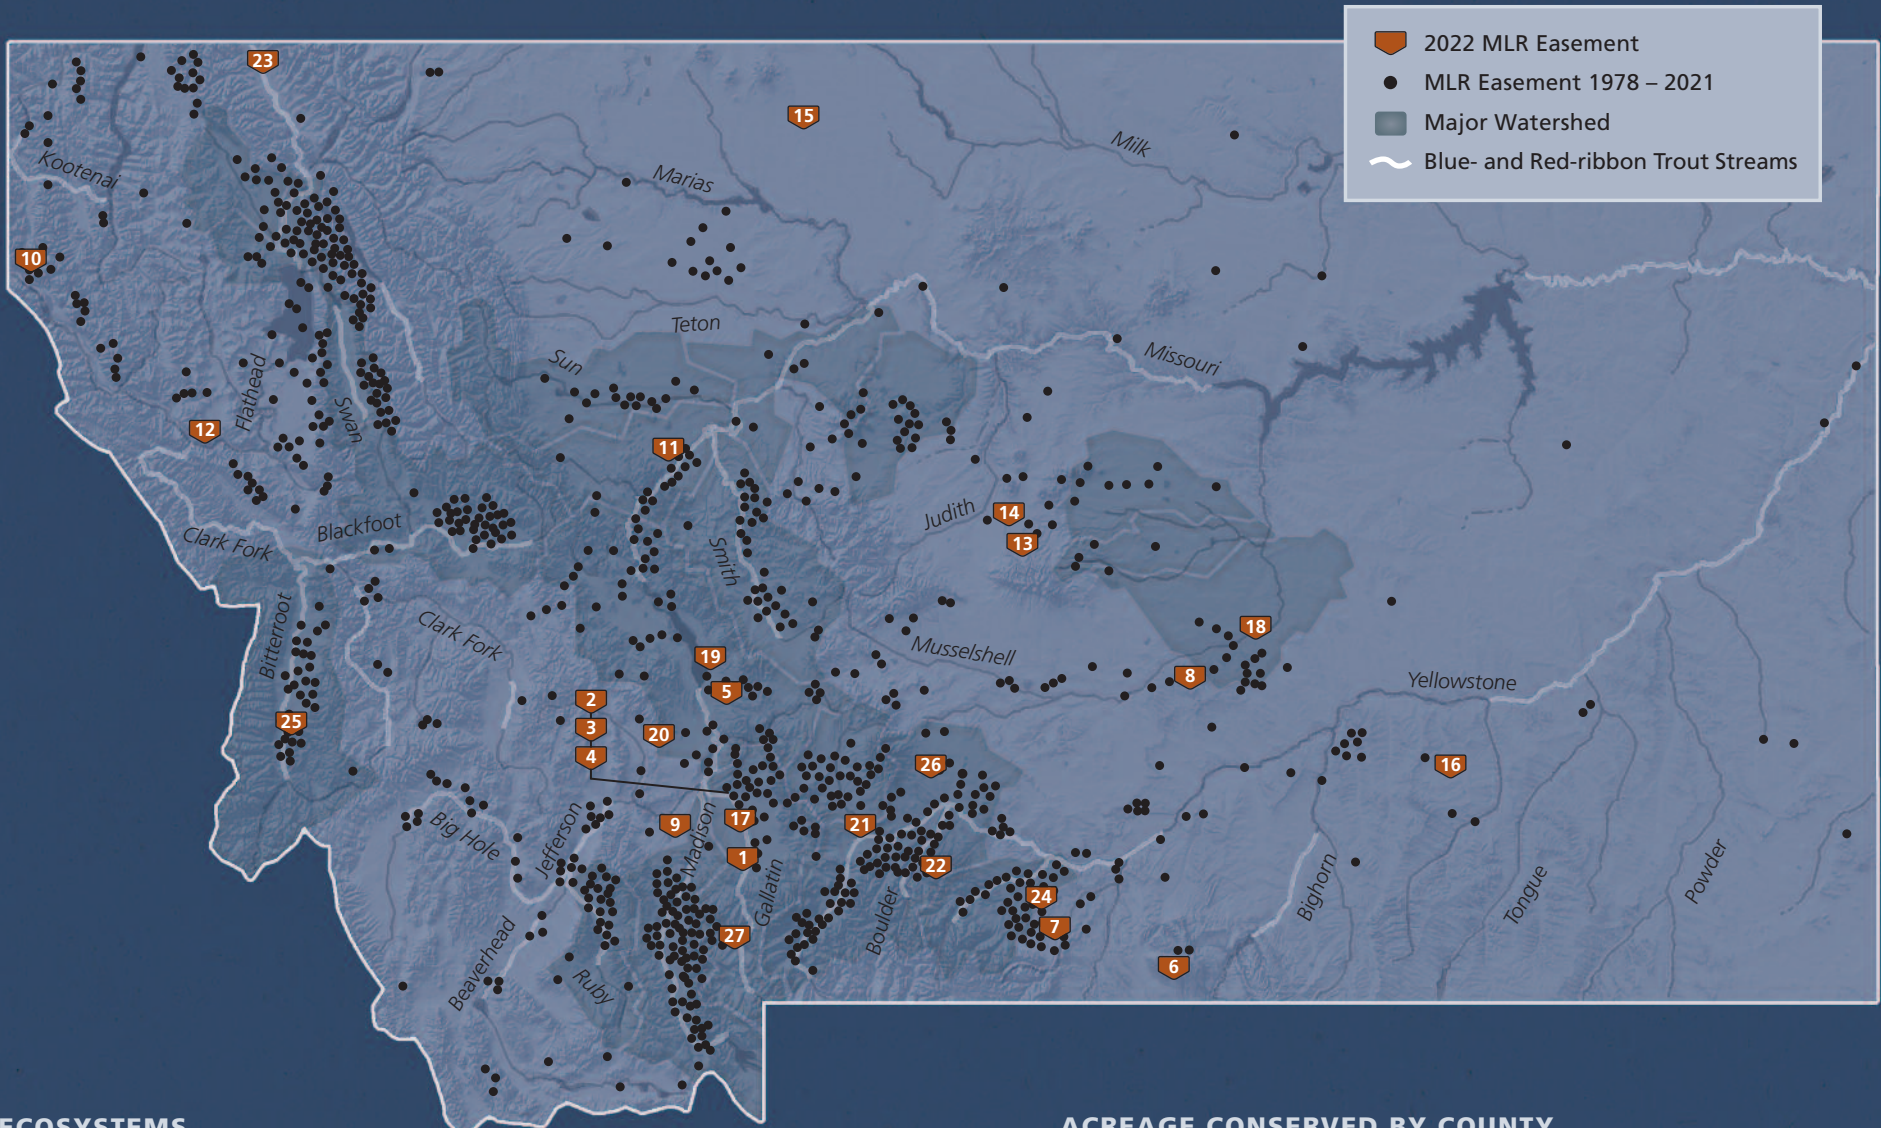 2022 MLR Easement
MLR Easement 1978 – 2021
Major Watershed
Blue- and Red-ribbon Trout Streams
23
15
Milk
Kootenai
Marias
10
Teton
Sun
Missouri
Flathead
Swan
12
11
Judith
14
13
Blackfoot
Clark Fork
Smith
Bitterroot
Clark Fork
18
Musselshell
19
8
Yellowstone
5
2
25
3
20
4
26
16
Big Hole
Jefferson
Madison
9
17
21
1
22
Gallatin
Boulder
24
Bighorn
Tongue
Powder
7
27
Beaverhead
Ruby
6
ECOSYSTEMS
ACREAGE CONSERVED BY COUNTY